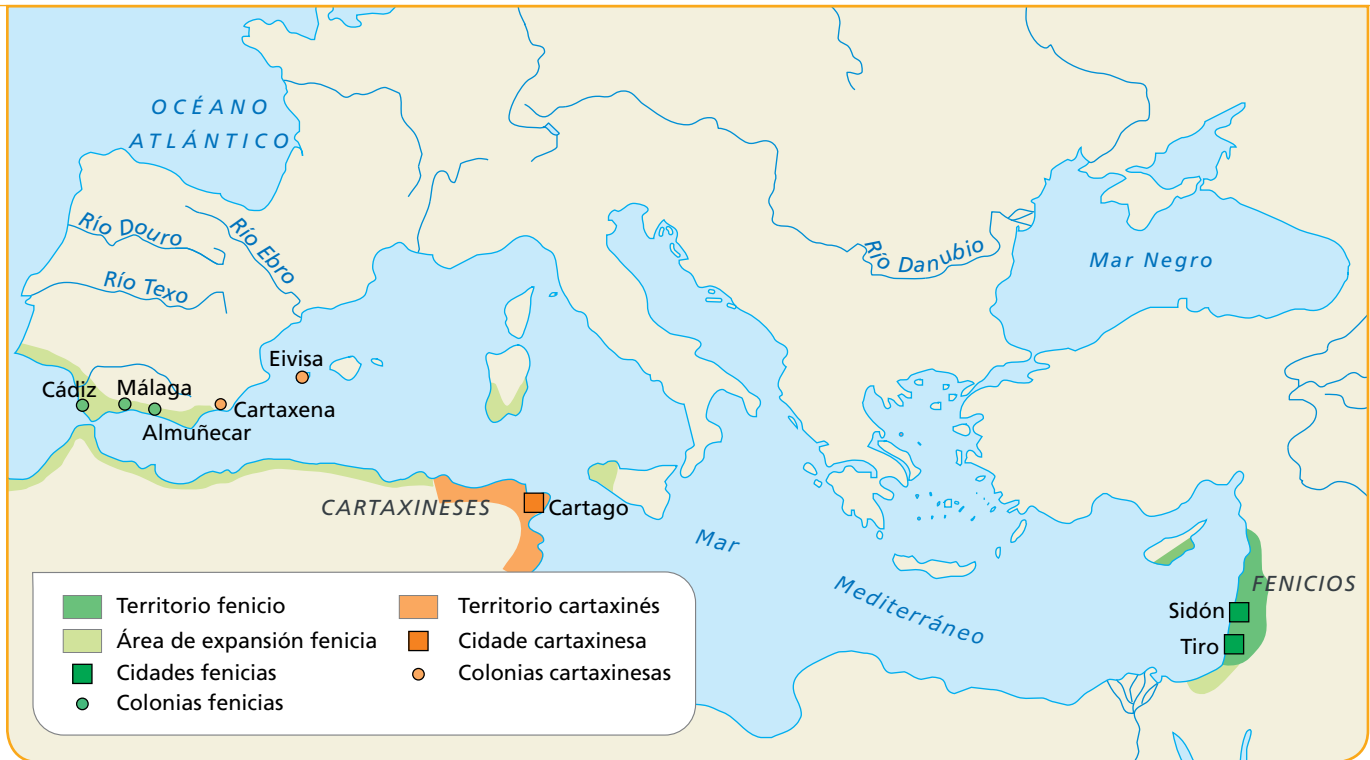 OCÉANO
ATLÁNTICO
Río Douro
Río Ebro
Río Texo
Río Danubio
Mar Negro
Eivisa
Cádiz
Málaga
Cartaxena
Almuñecar
CARTAXINESES
Cartago
Mar
Mediterráneo
FENICIOS
Sidón
Tiro
Territorio fenicio
Área de expansión fenicia
Cidades fenicias
Colonias fenicias
Territorio cartaxinés
Cidade cartaxinesa
Colonias cartaxinesas